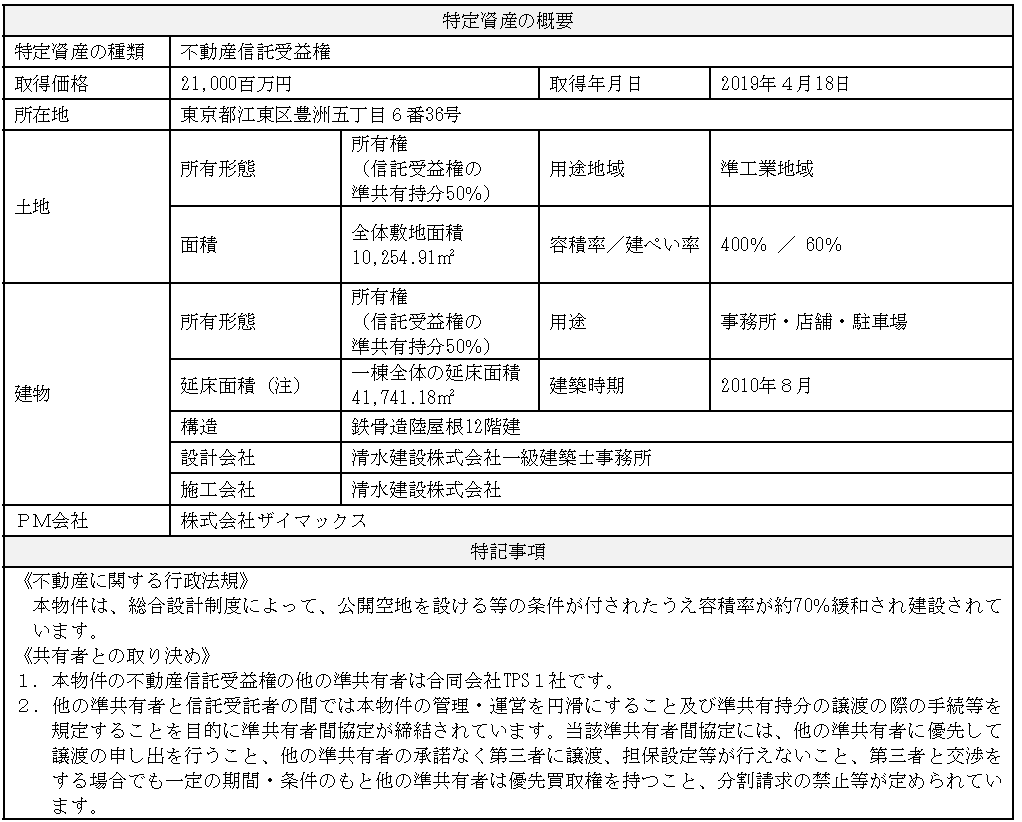 特定資産の概要
特定資産の種類 不動産信託受益権
取得価格 21,000百万円 取得年月日 2019年４月18日
所在地 東京都江東区豊洲五丁目６番36号
土地 所有形態 所有権
（信託受益権の
準共有持分50%） 用途地域 準工業地域
面積 全体敷地面積
10,254.91㎡ 容積率／建ぺい率 400% ／ 60%
建物 所有形態 所有権
（信託受益権の
準共有持分50%） 用途 事務所・店舗・駐車場
延床面積（注） 一棟全体の延床面積
41,741.18㎡ 建築時期 2010年８月
構造 鉄骨造陸屋根12階建
設計会社 清水建設株式会社一級建築士事務所
施工会社 清水建設株式会社
ＰＭ会社 株式会社ザイマックス
特記事項
《不動産に関する行政法規》
本物件は、総合設計制度によって、公開空地を設ける等の条件が付されたうえ容積率が約70%緩和され建設されて
います。
《共有者との取り決め》
１．本物件の不動産信託受益権の他の準共有者は合同会社TPS１社です。
２．他の準共有者と信託受託者の間では本物件の管理・運営を円滑にすること及び準共有持分の譲渡の際の手続等を
規定することを目的に準共有者間協定が締結されています。当該準共有者間協定には、他の準共有者に優先して
譲渡の申し出を行うこと、他の準共有者の承諾なく第三者に譲渡、担保設定等が行えないこと、第三者と交渉を
する場合でも一定の期間・条件のもと他の準共有者は優先買取権を持つこと、分割請求の禁止等が定められてい
ます。